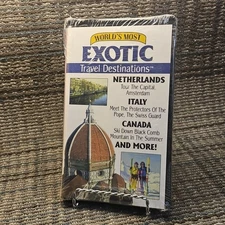 WORLD'S MOST
EXOTIC
Travel Destinations™
NETHERLANDS
Tour The Capital,
Amsterdam
ITALY
Meet The Protectors Of The
Pope, The Swiss Guard
CANADA
Ski Down Black Comb
Mountain In The Summer
AND MORE!